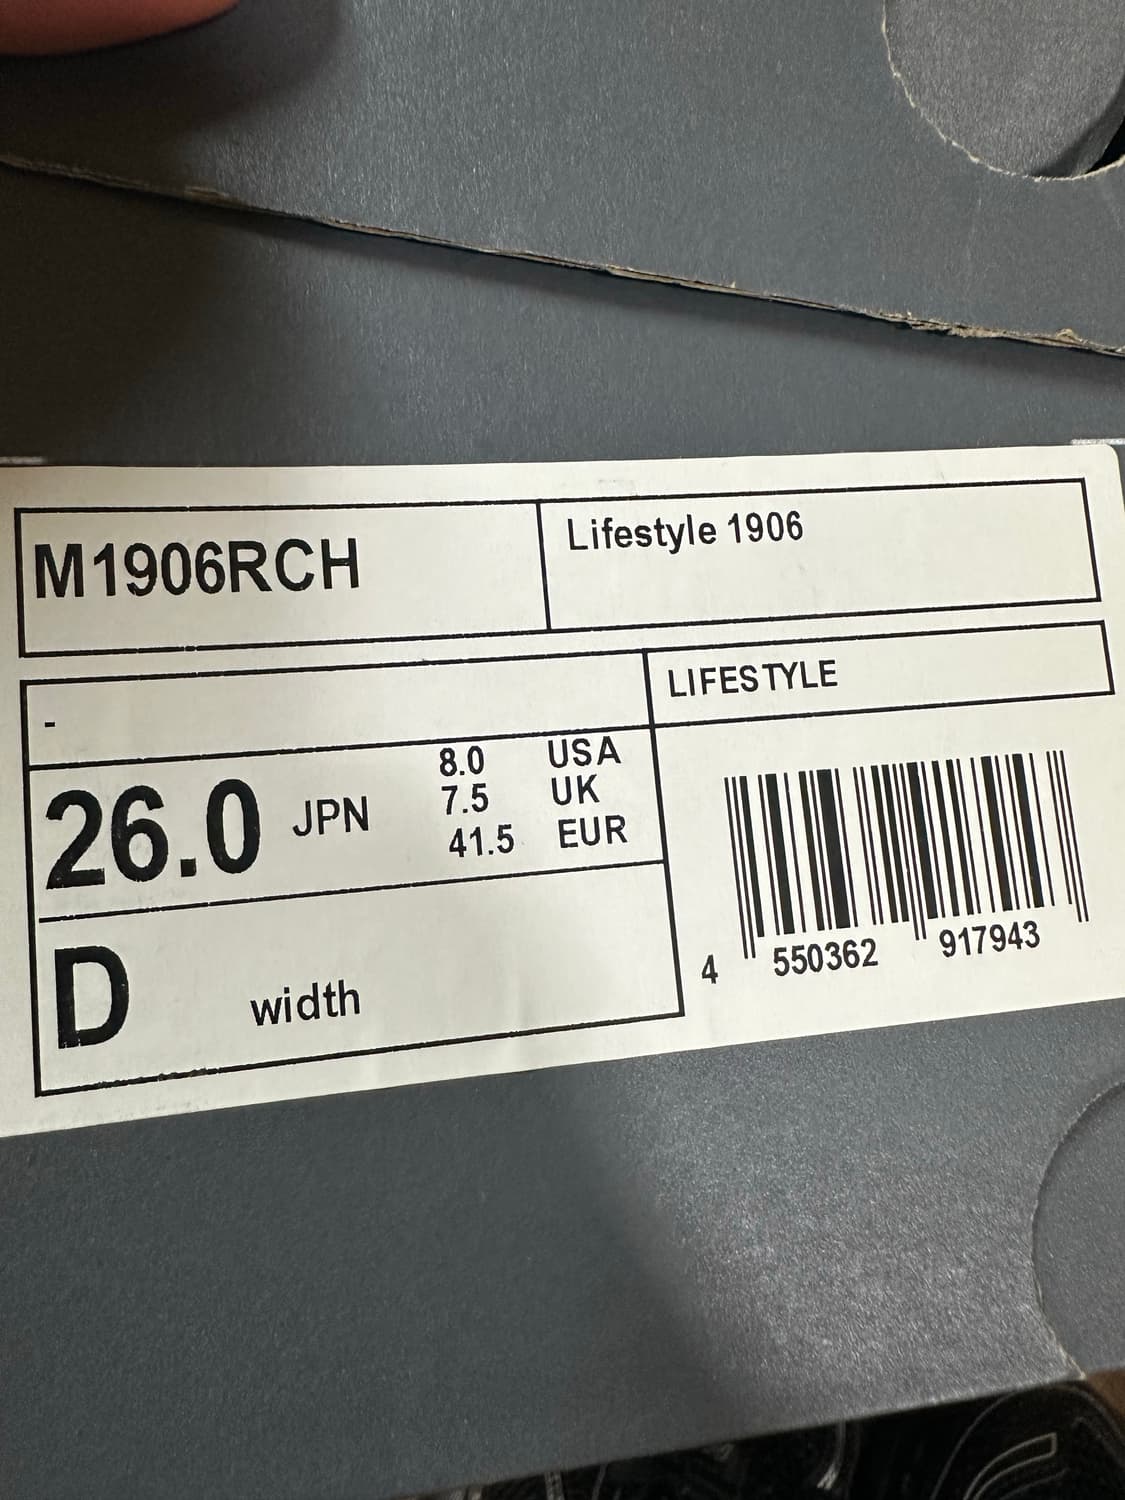 M1906RCH
Lifestyle 1906
-
LIFESTYLE
26.0 JPN
8.0 USA
7.5 UK
41.5 EUR
D width
4 550362 917943